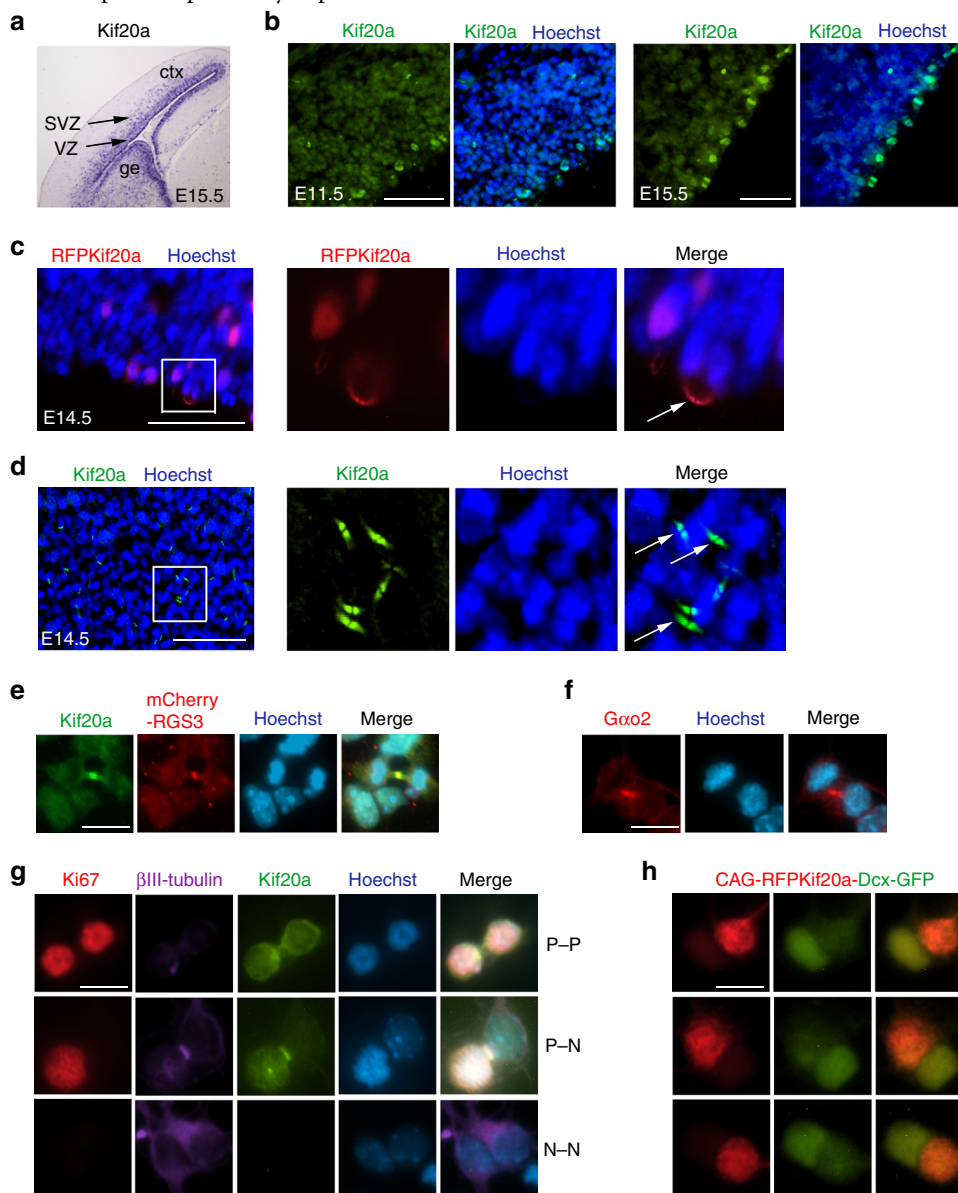 a
Kif20a
ctx
SVZ
VZ
ge
E15.5
b
Kif20a Kif20a Hoechst Kif20a Kif20a Hoechst
E11.5 E15.5
c
RFPKif20a Hoechst RFPKif20a Hoechst Merge
E14.5
d
Kif20a Hoechst Kif20a Hoechst Merge
E14.5
e
Kif20a mCherry
-RGS3 Hoechst Merge
f
Gαo2 Hoechst Merge
g
Ki67 βIII-tubulin Kif20a Hoechst Merge
P–P
P–N
N–N
h
CAG-RFPKif20a-Dcx-GFP